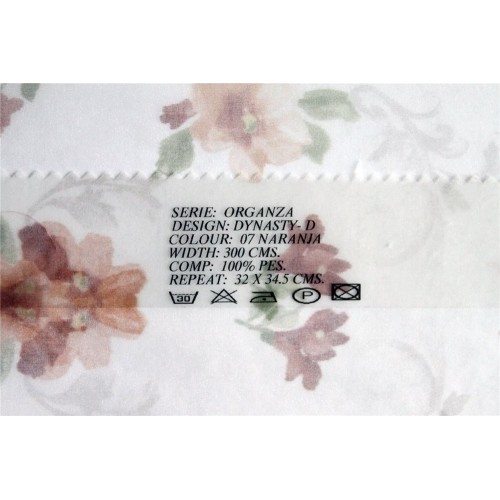 SERIE: ORGANZA
DESIGN: DYNASTY- D
COLOUR: 07 NARANJA
WIDTH: 300 CMS.
COMP: 100% PES.
REPEAT: 32 X 34.5 CMS.
30 P